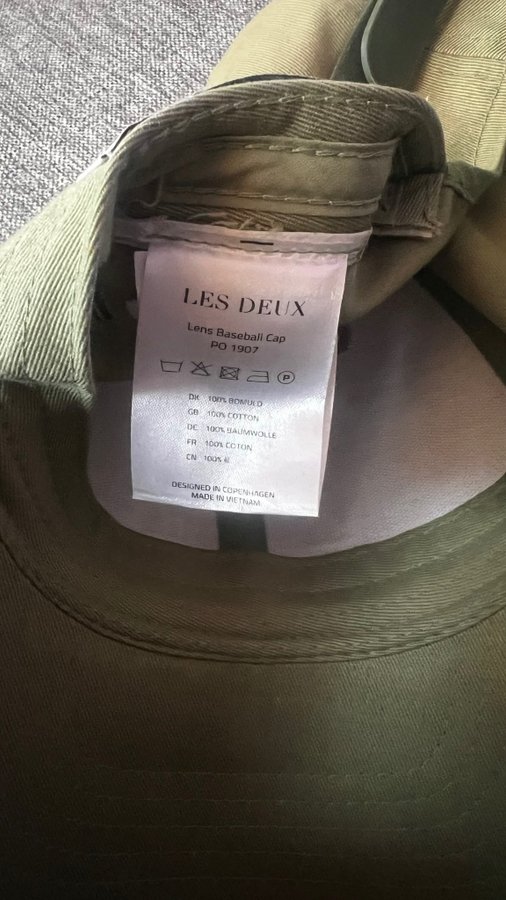 LES DEUX
Lens Baseball Cap
PO 1907
P
DK 100% BOMULD
GB 100% COTTON
DE 100% BAUMWOLLE
FR 100% COTON
CN 100%
DESIGNED IN COPENHAGEN
MADE IN VIETNAM